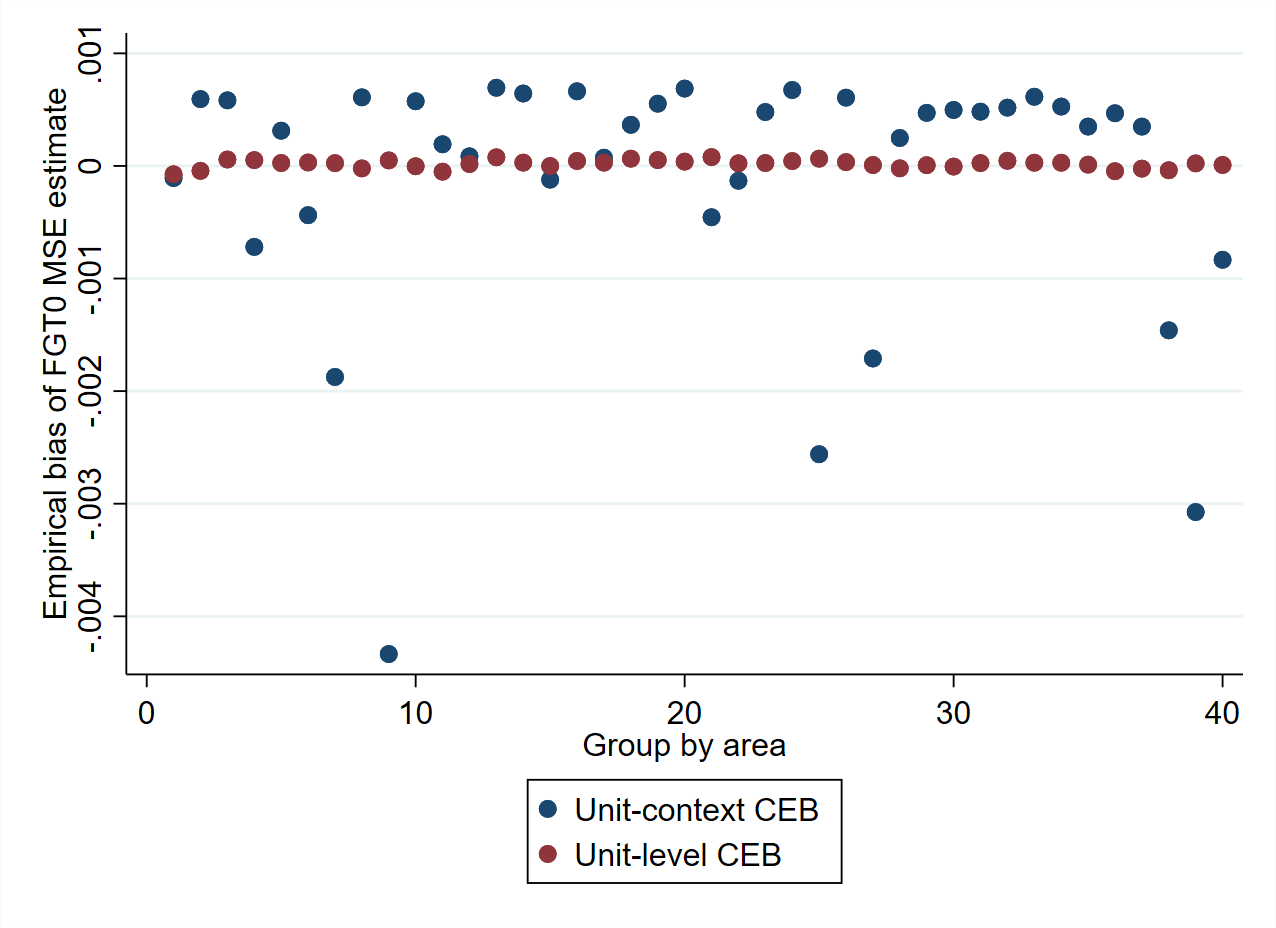 Empirical bias of FGT0 MSE estimate
.001
0
-.001
-.002
-.003
-.004
0 10 20 30 40
Group by area
Unit-context CEB
Unit-level CEB